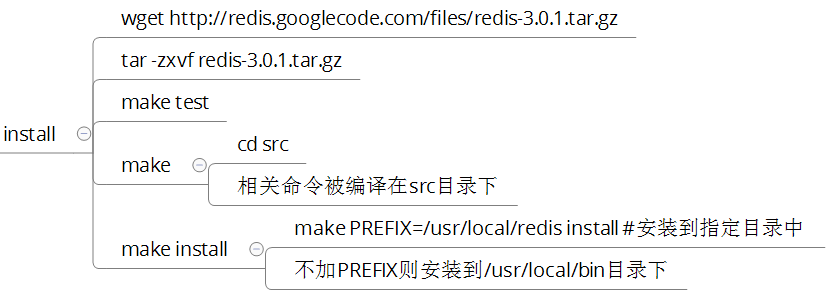 install
wget http://redis.googlecode.com/files/redis-3.0.1.tar.gz
tar -zxvf redis-3.0.1.tar.gz
make test
make
cd src
相关命令被编译在src目录下
make install
make PREFIX=/usr/local/redis install #安装到指定目录中
不加PREFIX则安装到/usr/local/bin目录下